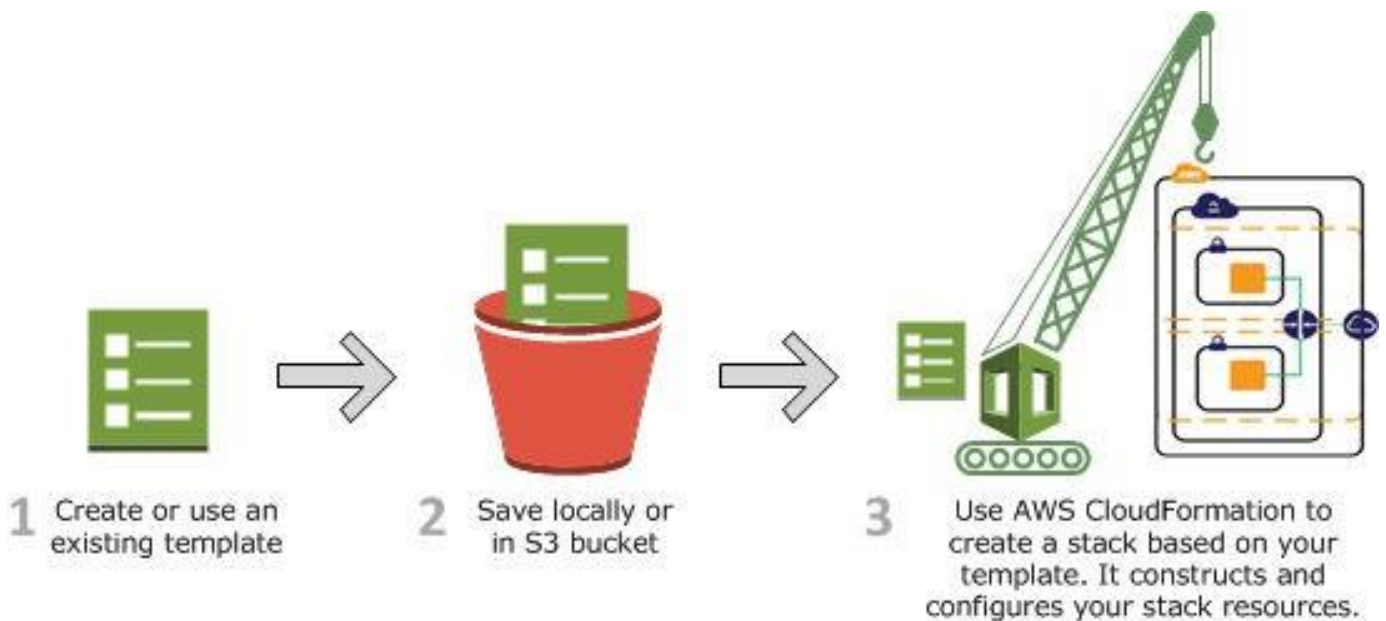 aws
1
Create or use an
existing template
2
Save locally or
in S3 bucket
3
Use AWS CloudFormation to
create a stack based on your
template. It constructs and
configures your stack resources.